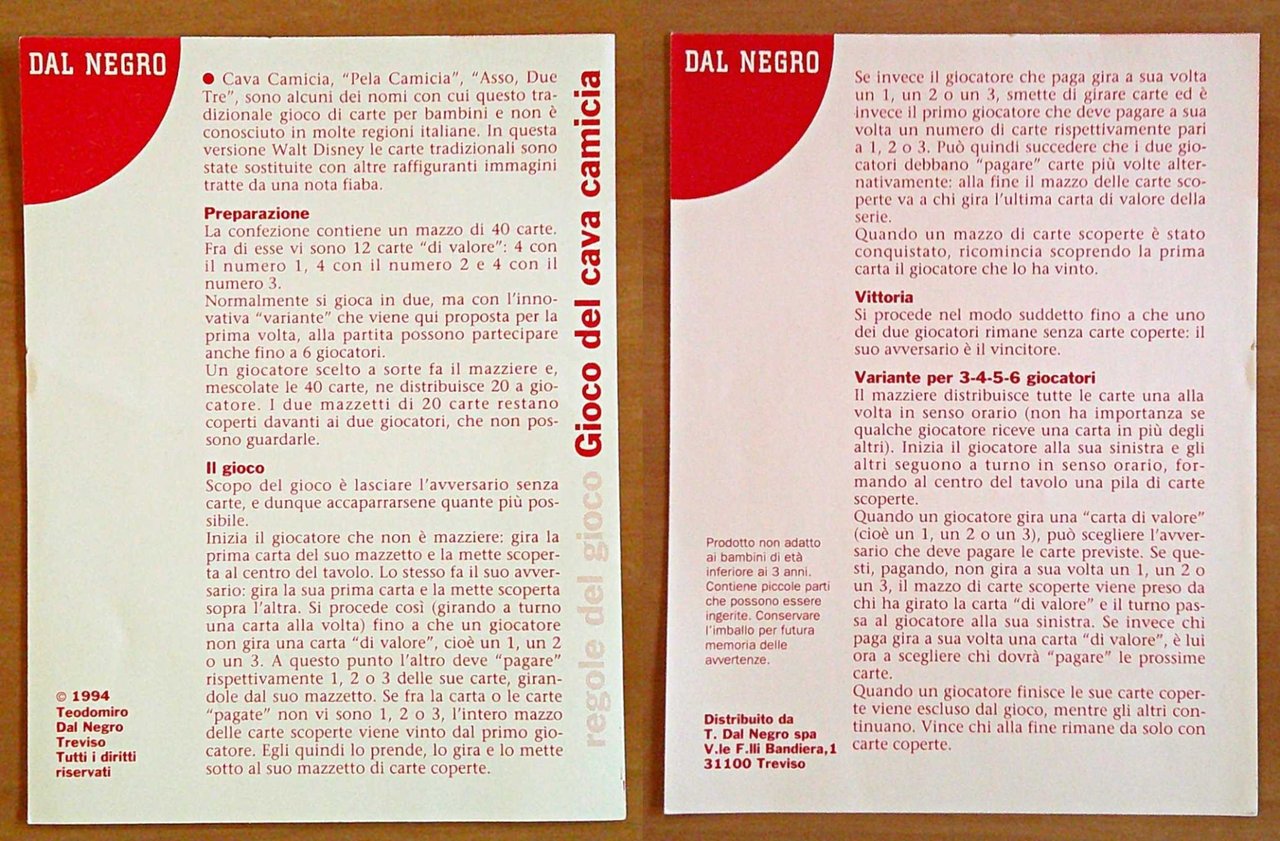 DAL NEGRO
● Cava Camicia, “Pela Camicia”, “Asso, Due
Tre”, sono alcuni dei nomi con cui questo tra-
dizionale gioco di carte per bambini e non è
conosciuto in molte regioni italiane. In questa
versione Walt Disney le carte tradizionali sono
state sostituite con altre raffiguranti immagini
tratte da una nota fiaba.
Preparazione
La confezione contiene un mazzo di 40 carte.
Fra di esse vi sono 12 carte “di valore”: 4 con
il numero 1, 4 con il numero 2 e 4 con il
numero 3.
Normalmente si gioca in due, ma con l’inno-
vativa “variante” che viene qui proposta per la
prima volta, alla partita possono partecipare
anche fino a 6 giocatori.
Un giocatore scelto a sorte fa il mazziere e,
mescolate le 40 carte, ne distribuisce 20 a gio-
catore. I due mazzetti di 20 carte restano
coperti davanti ai due giocatori, che non pos-
sono guardarle.
Il gioco
Scopo del gioco è lasciare l’avversario senza
carte, e dunque accaparrarsene quante più pos-
sibile.
Inizia il giocatore che non è mazziere: gira la
prima carta del suo mazzetto e la mette scoper-
ta al centro del tavolo. Lo stesso fa il suo avver-
sario: gira la sua prima carta e la mette scoperta
sopra l’altra. Si procede così (girando a turno
una carta alla volta) fino a che un giocatore
non gira una carta “di valore”, cioè un 1, un 2
o un 3. A questo punto l’altro deve “pagare”
rispettivamente 1, 2 o 3 delle sue carte, giran-
dole dal suo mazzetto. Se fra la carta o le carte
“pagate” non vi sono 1, 2 o 3, l’intero mazzo
delle carte scoperte viene vinto dal primo gio-
catore. Egli quindi lo prende, lo gira e lo mette
sotto al suo mazzetto di carte coperte.
regole del gioco Gioco del cava camicia
© 1994
Teodomiro
Dal Negro
Treviso
Tutti i diritti
riservati
DAL NEGRO
Se invece il giocatore che paga gira a sua volta
un 1, un 2 o un 3, smette di girare carte ed è
invece il primo giocatore che deve pagare a sua
volta un numero di carte rispettivamente pari
a 1, 2 o 3. Può quindi succedere che i due gio-
catori debbano “pagare” carte più volte alter-
nativamente: alla fine il mazzo delle carte sco-
perte va a chi gira l’ultima carta di valore della
serie.
Quando un mazzo di carte scoperte è stato
conquistato, ricomincia scoprendo la prima
carta il giocatore che lo ha vinto.
Vittoria
Si procede nel modo suddetto fino a che uno
dei due giocatori rimane senza carte coperte: il
suo avversario è il vincitore.
Variante per 3-4-5-6 giocatori
Il mazziere distribuisce tutte le carte una alla
volta in senso orario (non ha importanza se
qualche giocatore riceve una carta in più degli
altri). Inizia il giocatore alla sua sinistra e gli
altri seguono a turno in senso orario, for-
mando al centro del tavolo una pila di carte
scoperte.
Quando un giocatore gira una “carta di valore”
(cioè un 1, un 2 o un 3), può scegliere l’avver-
sario che deve pagare le carte previste. Se que-
sti, pagando, non gira a sua volta un 1, un 2 o
un 3, il mazzo di carte scoperte viene preso da
chi ha girato la carta “di valore” e il turno pas-
sa al giocatore alla sua sinistra. Se invece chi
paga gira a sua volta una carta “di valore”, è lui
ora a scegliere chi dovrà “pagare” le prossime
carte.
Quando un giocatore finisce le sue carte coper-
te viene escluso dal gioco, mentre gli altri con-
tinuano. Vince chi alla fine rimane da solo con
carte coperte.
Prodotto non adatto
ai bambini di età
inferiore ai 3 anni.
Contiene piccole parti
che possono essere
ingerite. Conservare
l’imballo per futura
memoria delle
avvertenze.
Distribuito da
T. Dal Negro spa
V.le F.lli Bandiera,1
31100 Treviso